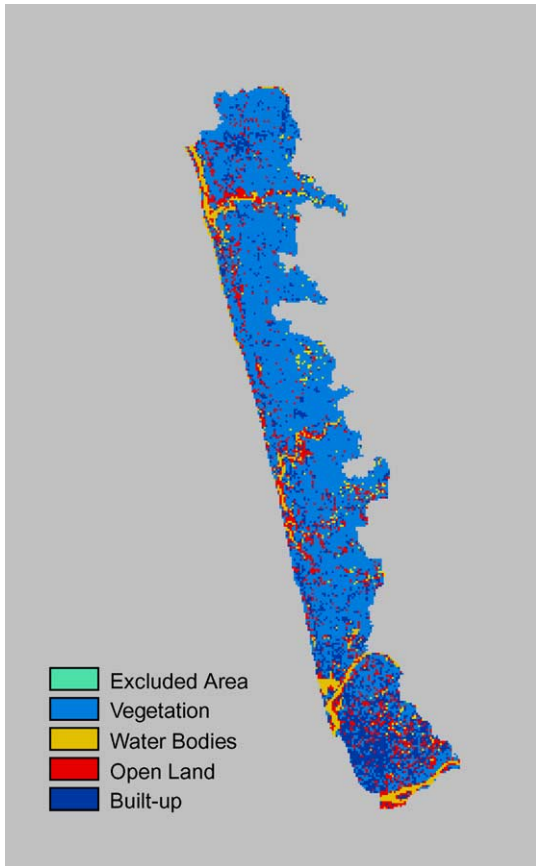 Excluded Area
Vegetation
Water Bodies
Open Land
Built-up